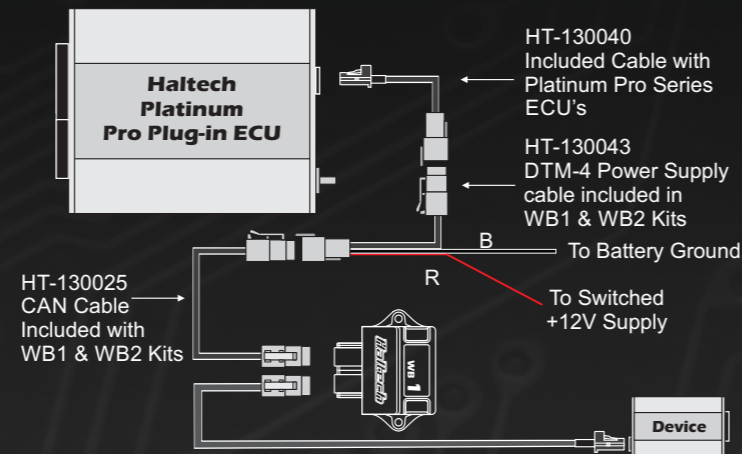 Haltech
Platinum
Pro Plug-in ECU
HT-130040
Included Cable with
Platinum Pro Series
ECU's
HT-130043
DTM-4 Power Supply
cable included in
WB1 & WB2 Kits
B
To Battery Ground
R
To Switched
+12V Supply
HT-130025
CAN Cable
Included with
WB1 & WB2 Kits
Haltech
WB 1
Device